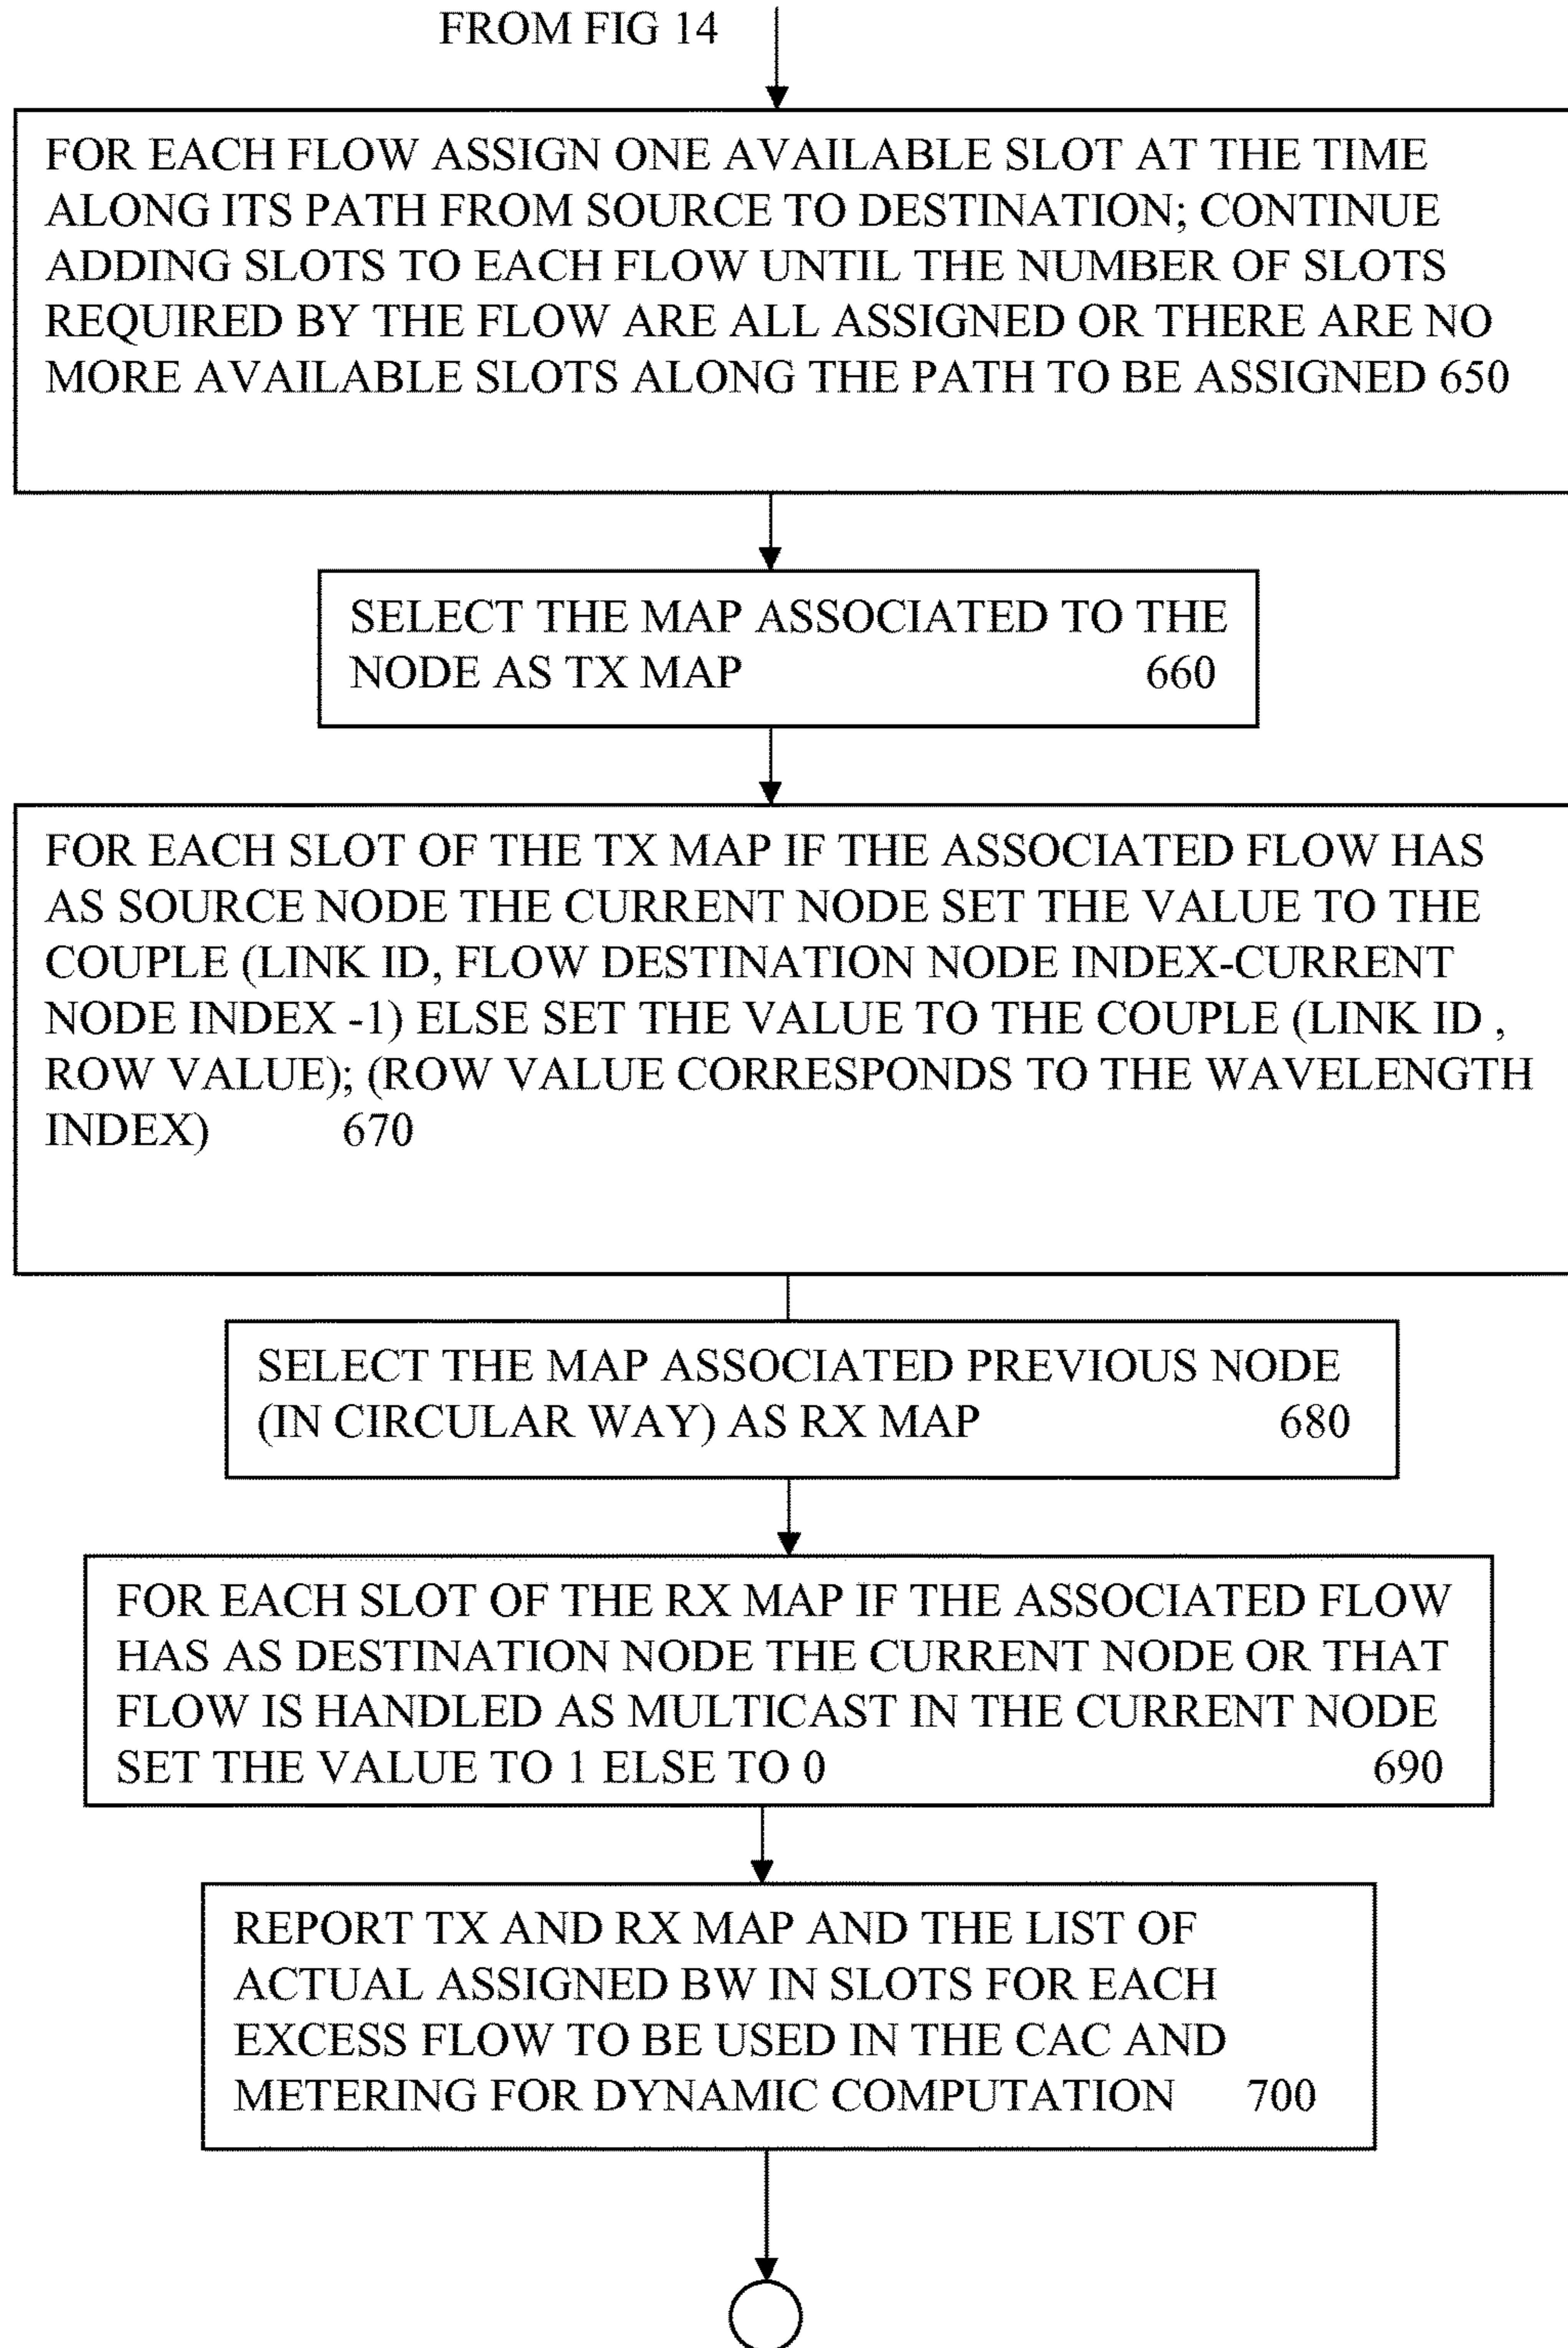 FROM FIG 14
FOR EACH FLOW ASSIGN ONE AVAILABLE SLOT AT THE TIME
ALONG ITS PATH FROM SOURCE TO DESTINATION; CONTINUE
ADDING SLOTS TO EACH FLOW UNTIL THE NUMBER OF SLOTS
REQUIRED BY THE FLOW ARE ALL ASSIGNED OR THERE ARE NO
MORE AVAILABLE SLOTS ALONG THE PATH TO BE ASSIGNED 650
SELECT THE MAP ASSOCIATED TO THE
NODE AS TX MAP 660
FOR EACH SLOT OF THE TX MAP IF THE ASSOCIATED FLOW HAS
AS SOURCE NODE THE CURRENT NODE SET THE VALUE TO THE
COUPLE (LINK ID, FLOW DESTINATION NODE INDEX-CURRENT
NODE INDEX -1) ELSE SET THE VALUE TO THE COUPLE (LINK ID ,
ROW VALUE); (ROW VALUE CORRESPONDS TO THE WAVELENGTH
INDEX) 670
SELECT THE MAP ASSOCIATED PREVIOUS NODE
(IN CIRCULAR WAY) AS RX MAP 680
FOR EACH SLOT OF THE RX MAP IF THE ASSOCIATED FLOW
HAS AS DESTINATION NODE THE CURRENT NODE OR THAT
FLOW IS HANDLED AS MULTICAST IN THE CURRENT NODE
SET THE VALUE TO 1 ELSE TO 0 690
REPORT TX AND RX MAP AND THE LIST OF
ACTUAL ASSIGNED BW IN SLOTS FOR EACH
EXCESS FLOW TO BE USED IN THE CAC AND
METERING FOR DYNAMIC COMPUTATION 700